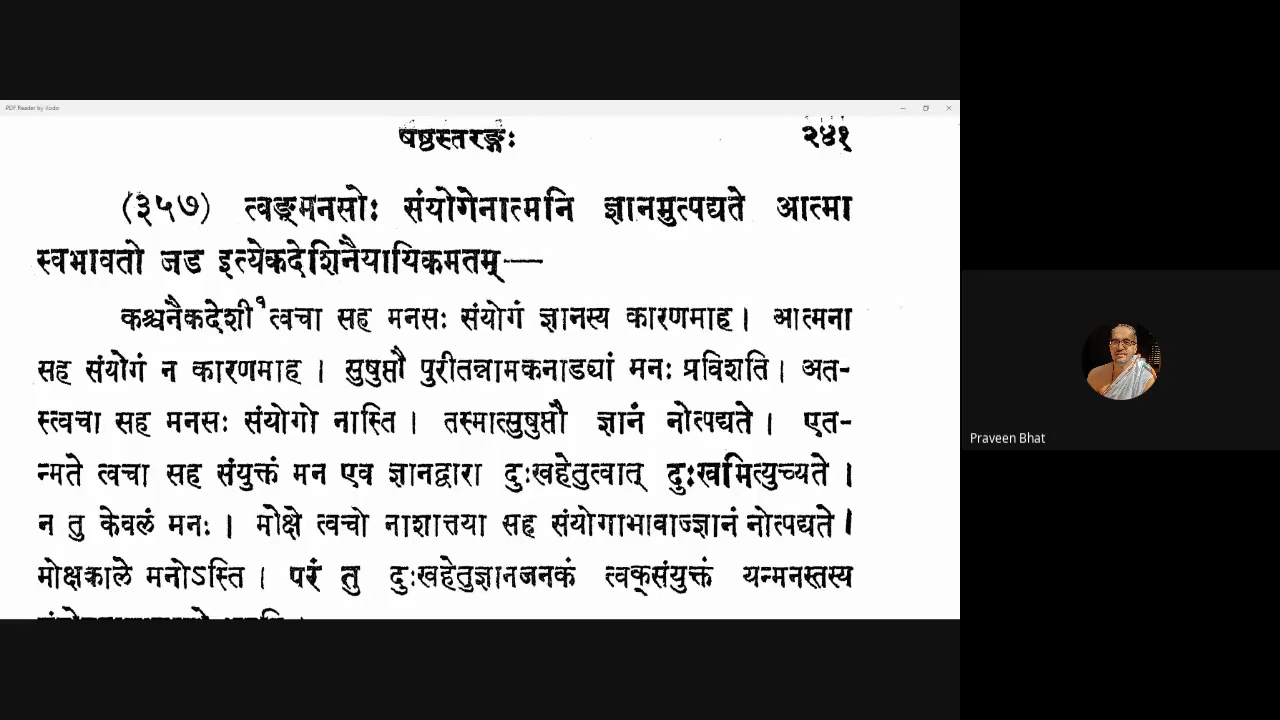 PDF Reader by Xodo
षष्ठस्तरङ्गः २४१
(३५७) त्वङ्मनसोः संयोगेनात्मनि ज्ञानमुत्पद्यते आत्मा
स्वभावतो जड इत्येकदेशिनैयायिकमतम्—
कश्चनैकदेशी१ त्वचा सह मनसः संयोगं ज्ञानस्य कारणमाह। आत्मना
सह संयोगं न कारणमाह। सुषुप्तौ पुरीतन्नामकनाड्यां मनः प्रविशति। अत-
स्त्वचा सह मनसः संयोगो नास्ति। तस्मात्सुषुप्तौ ज्ञानं नोत्पद्यते। एत-
न्मते त्वचा सह संयुक्तं मन एव ज्ञानद्वारा दुःखहेतुत्वात् दुःखमित्युच्यते।
न तु केवलं मनः। मोक्षे त्वचो नाशात्तया सह संयोगाभावाज्ज्ञानं नोत्पद्यते।
मोक्षकाले मनोऽस्ति। परं तु दुःखहेतुज्ञानजनकं त्वक्संयुक्तं यन्मनस्तस्य
Praveen Bhat